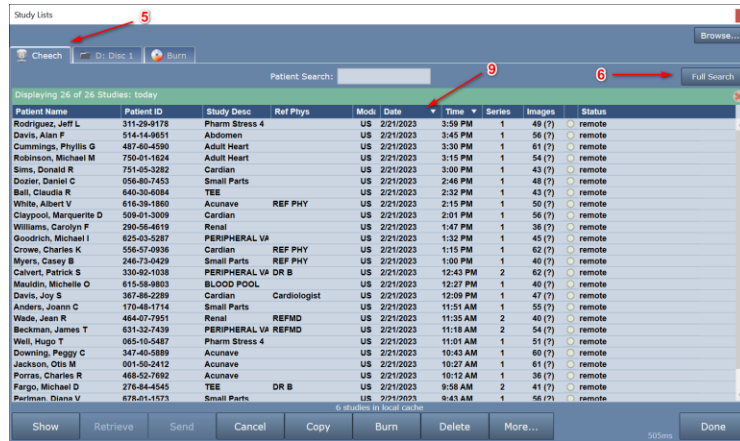 Study Lists
5
Browse...
Cheech D: Disc 1 Burn
9
6
Patient Search: Full Search
Displaying 26 of 26 Studies: today
Patient Name Patient ID Study Desc Ref Phys Moda Date Time Series Images Status
Rodriguez, Jeff L 311-29-9178 Pharm Stress 4 US 2/21/2023 3:59 PM 1 49 (?) remote
Davis, Alan F 514-14-9651 Abdomen US 2/21/2023 3:45 PM 1 56 (?) remote
Cummings, Phyllis G 487-60-4590 Adult Heart US 2/21/2023 3:30 PM 1 61 (?) remote
Robinson, Michael M 750-01-1624 Adult Heart US 2/21/2023 3:15 PM 1 54 (?) remote
Sims, Donald R 751-05-3282 Cardian US 2/21/2023 3:00 PM 1 43 (?) remote
Dozier, Daniel C 056-80-7453 Small Parts US 2/21/2023 2:46 PM 1 48 (?) remote
Ball, Claudia R 640-30-6084 TEE US 2/21/2023 2:32 PM 1 43 (?) remote
White, Albert V 616-39-1860 Acunave REF PHY US 2/21/2023 2:15 PM 1 50 (?) remote
Claypool, Marquerite D 509-01-3009 Cardian US 2/21/2023 2:01 PM 1 56 (?) remote
Williams, Carolyn F 290-56-4619 Renal US 2/21/2023 1:47 PM 1 36 (?) remote
Goodrich, Michael I 625-03-5287 PERIPHERAL VA US 2/21/2023 1:32 PM 1 45 (?) remote
Crowe, Charles K 556-57-0936 Cardian REF PHY US 2/21/2023 1:15 PM 1 62 (?) remote
Myers, Casey B 246-73-0429 Small Parts REF PHY US 2/21/2023 1:00 PM 1 40 (?) remote
Calvert, Patrick S 330-92-1038 PERIPHERAL VA DR B US 2/21/2023 12:43 PM 2 62 (?) remote
Mauldin, Michelle O 615-58-9803 BLOOD POOL US 2/21/2023 12:27 PM 1 40 (?) remote
Davis, Joy S 367-86-2289 Cardian Cardiologist US 2/21/2023 12:09 PM 1 47 (?) remote
Anders, Joann C 170-48-1714 Small Parts US 2/21/2023 11:51 AM 1 55 (?) remote
Wade, Jean R 464-07-7951 Renal REFMD US 2/21/2023 11:35 AM 2 40 (?) remote
Beckman, James T 631-32-7439 PERIPHERAL VA REFMD US 2/21/2023 11:18 AM 2 54 (?) remote
Well, Hugo T 065-10-5487 Pharm Stress 4 US 2/21/2023 11:01 AM 1 51 (?) remote
Downing, Peggy C 347-40-5889 Acunave US 2/21/2023 10:43 AM 1 60 (?) remote
Jackson, Otis M 001-50-2412 Acunave US 2/21/2023 10:27 AM 1 61 (?) remote
Porras, Charles R 468-52-7692 Acunave US 2/21/2023 10:12 AM 1 36 (?) remote
Fargo, Michael D 276-84-4545 TEE DR B US 2/21/2023 9:58 AM 2 41 (?) remote
Perlman, Diana V 678-01-1573 Small Parts US 2/21/2023 9:43 AM 1 56 (?) remote
6 studies in local cache
Show Retrieve Send Cancel Copy Burn Delete More... 505ms Done